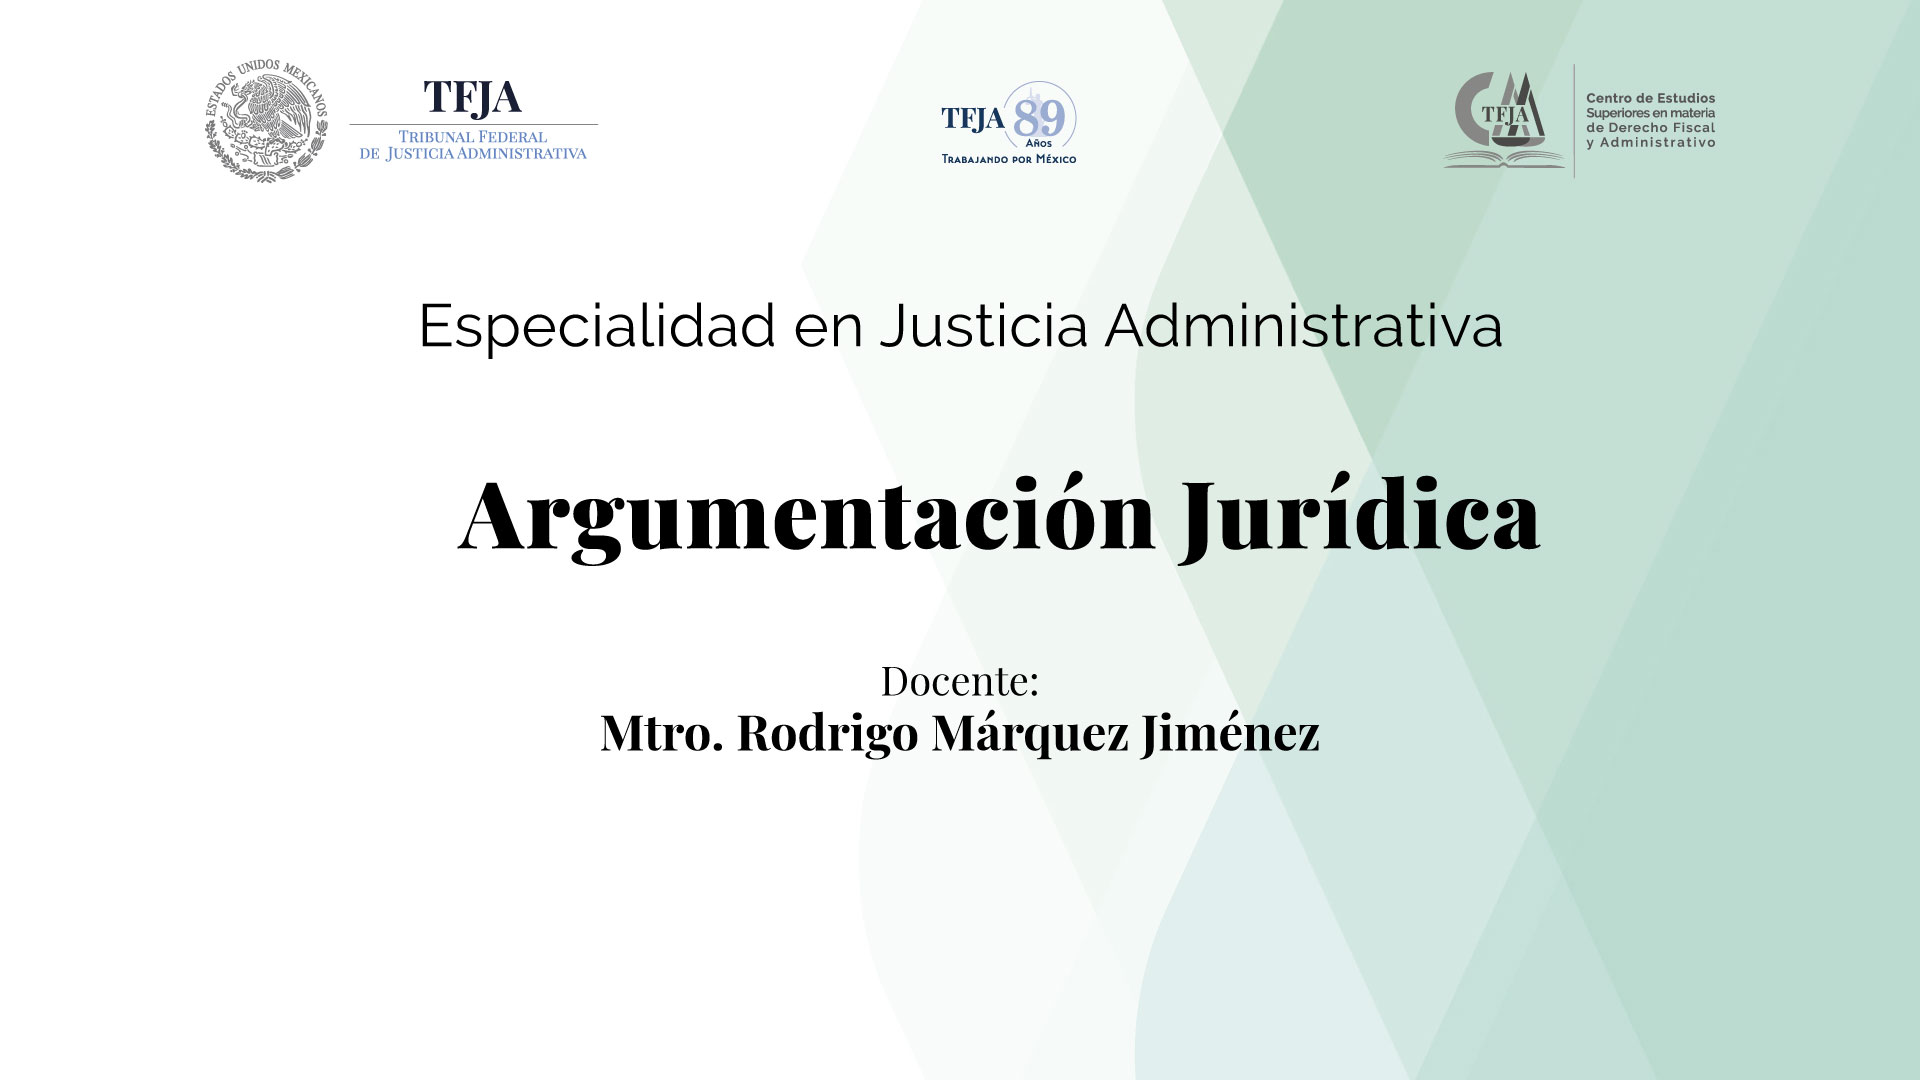 ESTADOS UNIDOS MEXICANOS
TFJA
TRIBUNAL FEDERAL
DE JUSTICIA ADMINISTRATIVA
TFJA 89
Años
TRABAJANDO POR MÉXICO
TFJA
Centro de Estudios
Superiores en materia
de Derecho Fiscal
y Administrativo
Especialidad en Justicia Administrativa
Argumentación Jurídica
Docente:
Mtro. Rodrigo Márquez Jiménez